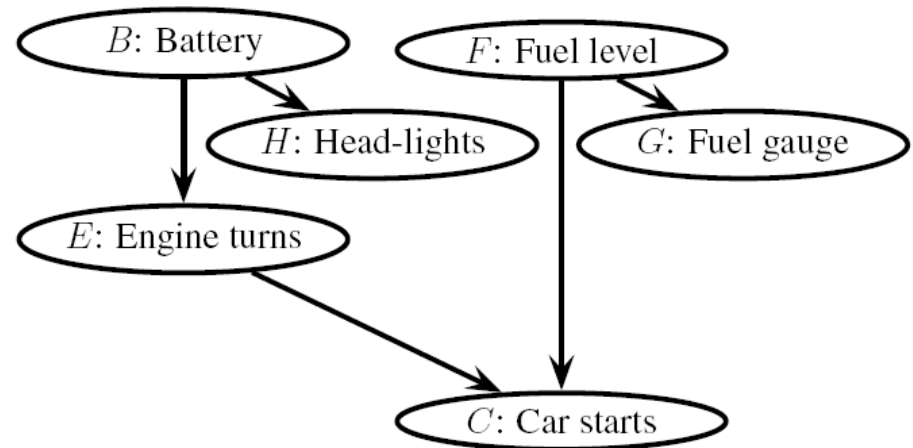 B: Battery
F: Fuel level
H: Head-lights
G: Fuel gauge
E: Engine turns
C: Car starts